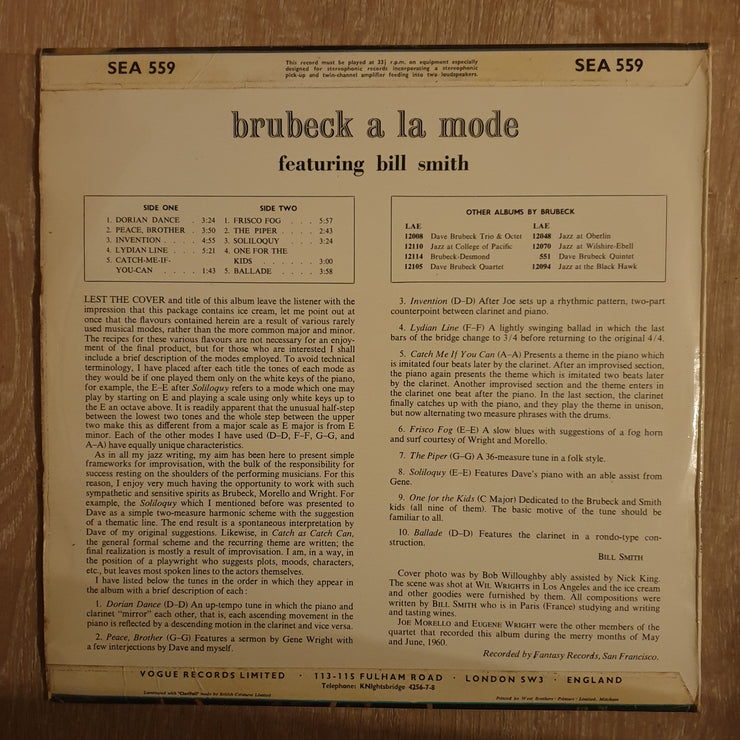 SEA 559
This record must be played at 33⅓ r.p.m. on equipment especially
designed for stereophonic records incorporating a stereophonic
pick-up and twin-channel amplifier feeding into two loudspeakers.
SEA 559
brubeck a la mode
featuring bill smith
SIDE ONE
1. DORIAN DANCE . 3:24
2. PEACE, BROTHER . 3:50
3. INVENTION . . . . 4:55
4. LYDIAN LINE . . . 5:21
5. CATCH-ME-IF-
YOU-CAN . . . . 1:43
SIDE TWO
1. FRISCO FOG . . . 5:57
2. THE PIPER . . . . 2:43
3. SOLILOQUY . . . . 3:24
4. ONE FOR THE
KIDS . . . . . 3:00
5. BALLADE . . . . 3:58
OTHER ALBUMS BY BRUBECK
LAE
12008 Dave Brubeck Trio & Octet
12110 Jazz at College of Pacific
12114 Brubeck-Desmond
12105 Dave Brubeck Quartet
LAE
12048 Jazz at Oberlin
12070 Jazz at Wilshire-Ebell
551 Dave Brubeck Quintet
12094 Jazz at the Black Hawk
LEST THE COVER and title of this album leave the listener with the
impression that this package contains ice cream, let me point out at
once that the flavours contained herein are a result of various rarely
used musical modes, rather than the more common major and minor.
The recipes for these various flavours are not necessary for an enjoy-
ment of the final product, but for those who are interested I shall
include a brief description of the modes employed. To avoid technical
terminology, I have placed after each title the tones of each mode as
they would be if one played them only on the white keys of the piano,
for example, the E–E after Soliloquy refers to a mode which one may
play by starting on E and playing a scale using only white keys up to
the E an octave above. It is readily apparent that the unusual half-step
between the lowest two tones and the whole step between the upper
two make this as different from a major scale as E major is from E
minor. Each of the other modes I have used (D–D, F–F, G–G, and
A–A) have equally unique characteristics.
As in all my jazz writing, my aim has been here to present simple
frameworks for improvisation, with the bulk of the responsibility for
success resting on the shoulders of the performing musicians. For this
reason, I enjoy very much having the opportunity to work with such
sympathetic and sensitive spirits as Brubeck, Morello and Wright. For
example, the Soliloquy which I mentioned before was presented to
Dave as a simple two-measure harmonic scheme with the suggestion
of a thematic line. The end result is a spontaneous interpretation by
Dave of my original suggestions. Likewise, in Catch as Catch Can,
the general formal scheme and the recurring theme are written; the
final realization is mostly a result of improvisation. I am, in a way, in
the position of a playwright who suggests plots, moods, characters,
etc., but leaves most spoken lines to the actors themselves.
I have listed below the tunes in the order in which they appear in
the album with a brief description of each:
1. Dorian Dance (D–D) An up-tempo tune in which the piano and
clarinet “mirror” each other, that is, each ascending movement in the
piano is reflected by a descending motion in the clarinet and vice versa.
2. Peace, Brother (G–G) Features a sermon by Gene Wright with
a few interjections by Dave and myself.
3. Invention (D–D) After Joe sets up a rhythmic pattern, two-part
counterpoint between clarinet and piano.
4. Lydian Line (F–F) A lightly swinging ballad in which the last
bars of the bridge change to 3/4 before returning to the original 4/4.
5. Catch Me If You Can (A–A) Presents a theme in the piano which
is imitated four beats later by the clarinet. After an improvised section,
the piano again presents the theme which is imitated two beats later
by the clarinet. Another improvised section and the theme enters in
the clarinet one beat after the piano. In the last section, the clarinet
finally catches up with the piano, and they play the theme in unison,
but now alternating two measure phrases with the drums.
6. Frisco Fog (E–E) A slow blues with suggestions of a fog horn
and surf courtesy of Wright and Morello.
7. The Piper (G–G) A 36-measure tune in a folk style.
8. Soliloquy (E–E) Features Dave's piano with an able assist from
Gene.
9. One for the Kids (C Major) Dedicated to the Brubeck and Smith
kids (all nine of them). The basic motive of the tune should be
familiar to all.
10. Ballade (D–D) Features the clarinet in a rondo-type con-
struction.
BILL SMITH
Cover photo was by Bob Willoughby ably assisted by Nick King.
The scene was shot at WIL WRIGHTS in Los Angeles and the ice cream
and other goodies were furnished by them. All compositions were
written by BILL SMITH who is in Paris (France) studying and writing
and tasting wines.
JOE MORELLO and EUGENE WRIGHT were the other members of the
quartet that recorded this album during the merry months of May
and June, 1960.
Recorded by Fantasy Records, San Francisco.
VOGUE RECORDS LIMITED · 113-115 FULHAM ROAD · LONDON SW3 · ENGLAND
Telephone: KNIghtsbridge 4256-7-8
Laminated with "Clarifoil" made by British Celanese Limited
Printed by West Brothers · Printers · Limited, Mitcham